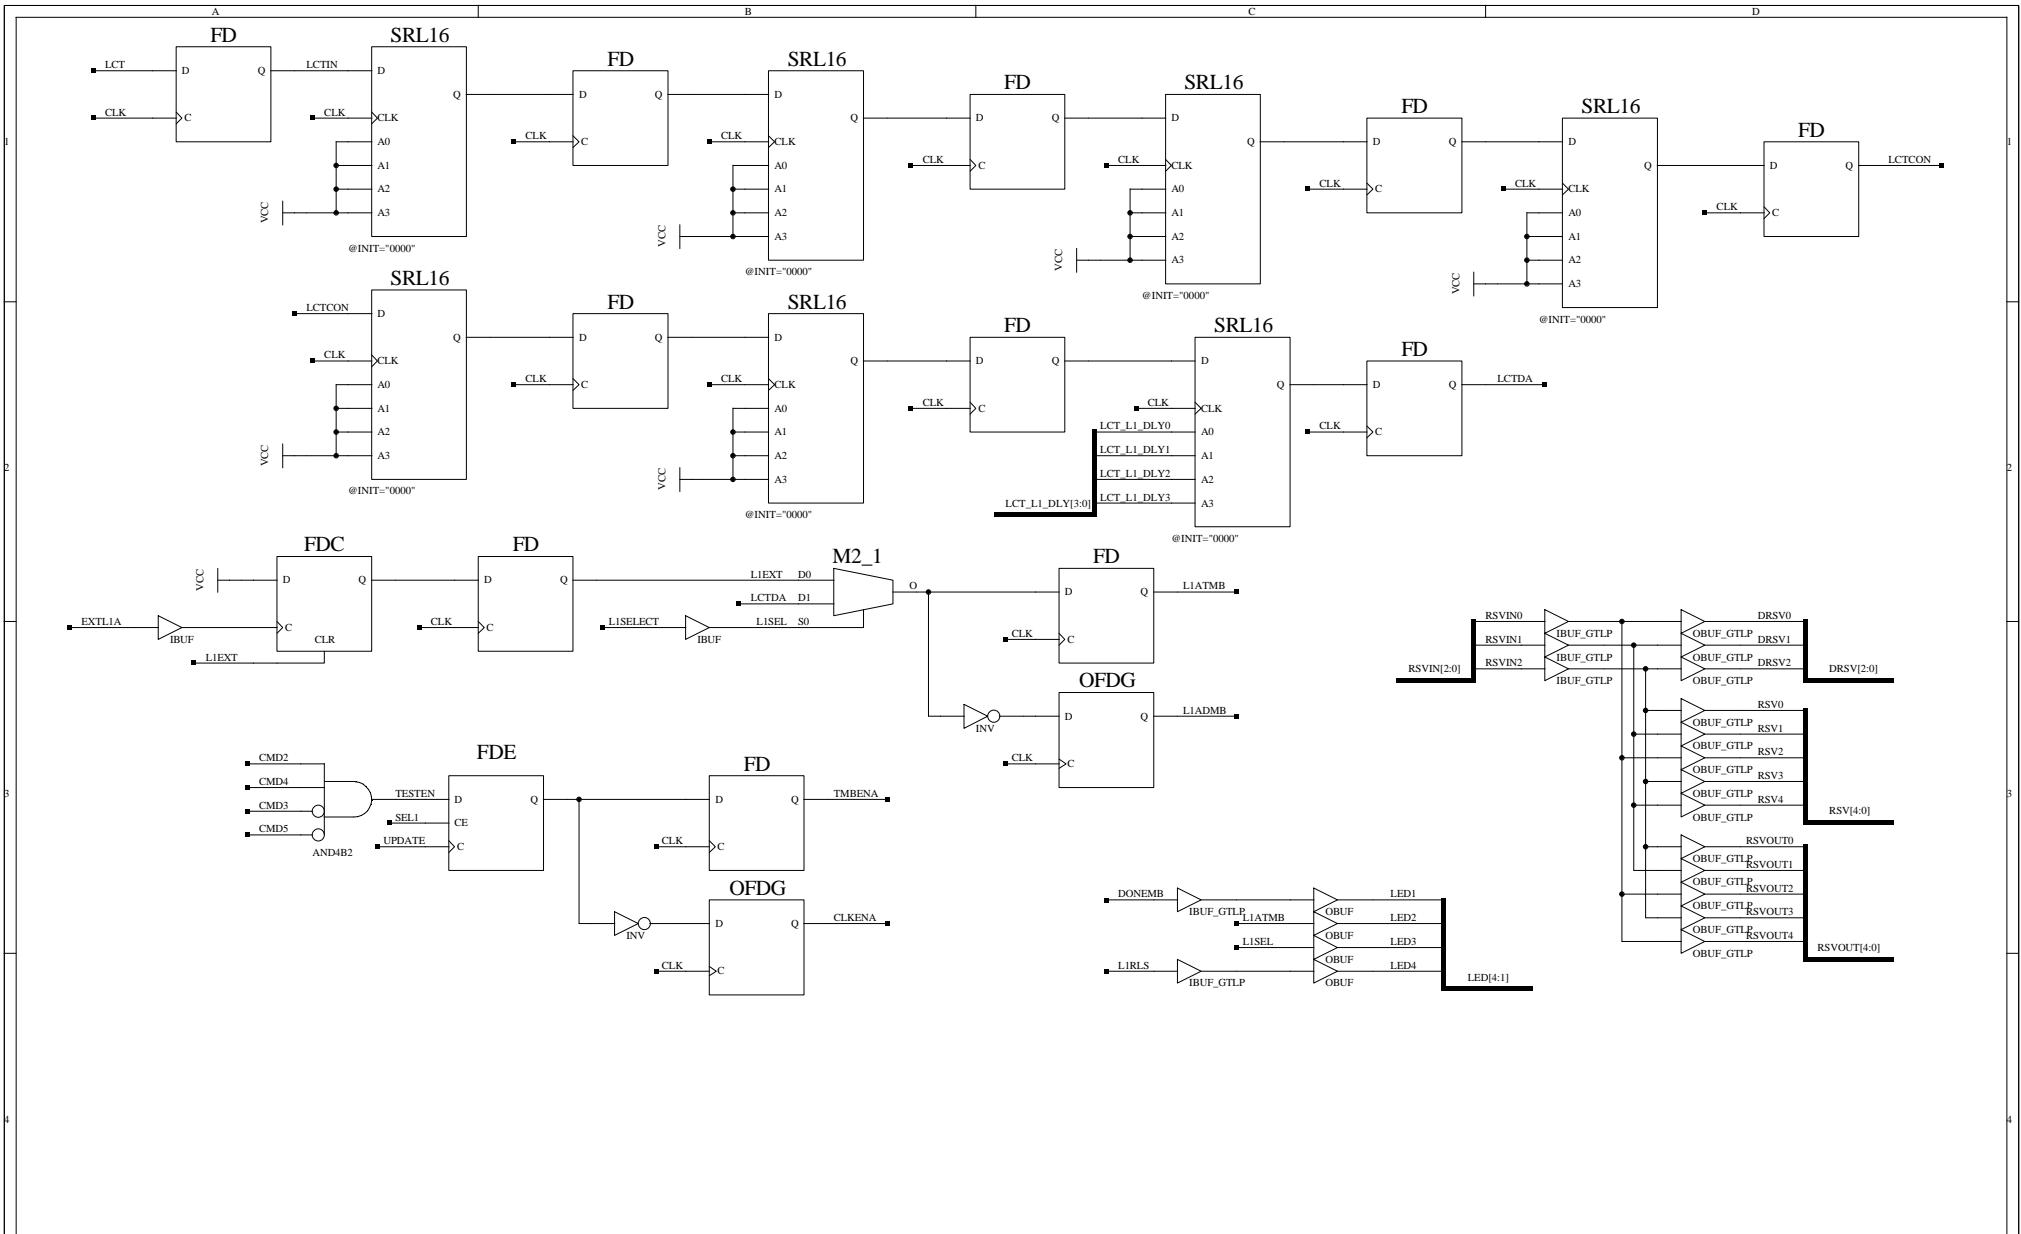 A B C D
FD SRL16 FD SRL16 FD SRL16 FD SRL16 FD
LCT D Q LCTIN D Q D Q D Q D Q D Q D Q D Q D Q LCTCON
CLK C CLK CLK CLK C CLK CLK CLK C CLK CLK CLK C CLK CLK CLK C
1 1
A0 A0 A0 A0
A1 A1 A1 A1
A2 A2 A2 A2
VCC A3 VCC A3 VCC A3 VCC A3
@INIT="0000" @INIT="0000" @INIT="0000" @INIT="0000"
SRL16 FD SRL16 FD SRL16 FD
LCTCON D Q D Q D Q D Q D Q D Q LCTDA
CLK CLK CLK C CLK CLK CLK C CLK CLK CLK C
A0 A0 LCT_L1_DLY0 A0
A1 A1 LCT_L1_DLY1 A1
A2 A2 LCT_L1_DLY2 A2
VCC A3 VCC A3 LCT_L1_DLY[3:0] LCT_L1_DLY3 A3
2 2
@INIT="0000" @INIT="0000" @INIT="0000"
FDC FD M2_1 FD
VCC D Q D Q L1EXT D0 O D Q L1ATMB
LCTDA D1
EXTL1A IBUF C CLK C L1SELECT IBUF L1SEL S0 CLK C
CLR
L1EXT
RSVIN0 IBUF_GTLP OBUF_GTLP DRSV0
RSVIN1 IBUF_GTLP OBUF_GTLP DRSV1
RSVIN[2:0] RSVIN2 IBUF_GTLP OBUF_GTLP DRSV2 DRSV[2:0]
OFDG
INV D Q L1ADMB
CLK C
OBUF_GTLP RSV0
OBUF_GTLP RSV1
OBUF_GTLP RSV2
OBUF_GTLP RSV3
OBUF_GTLP RSV4
RSV[4:0]
FDE FD
CMD2
CMD4 TESTEN D Q D Q TMBENA
CMD3 SEL1 CE
CMD5 UPDATE C CLK C
AND4B2
3 3
OBUF_GTLP RSVOUT0
OBUF_GTLP RSVOUT1
OBUF_GTLP RSVOUT2
OBUF_GTLP RSVOUT3
OBUF_GTLP RSVOUT4
RSVOUT[4:0]
OFDG
INV D Q CLKENA
CLK C
DONEMB IBUF_GTLP OBUF LED1
L1ATMB OBUF LED2
L1SEL OBUF LED3
L1RLS IBUF_GTLP OBUF LED4
LED[4:1]
4 4